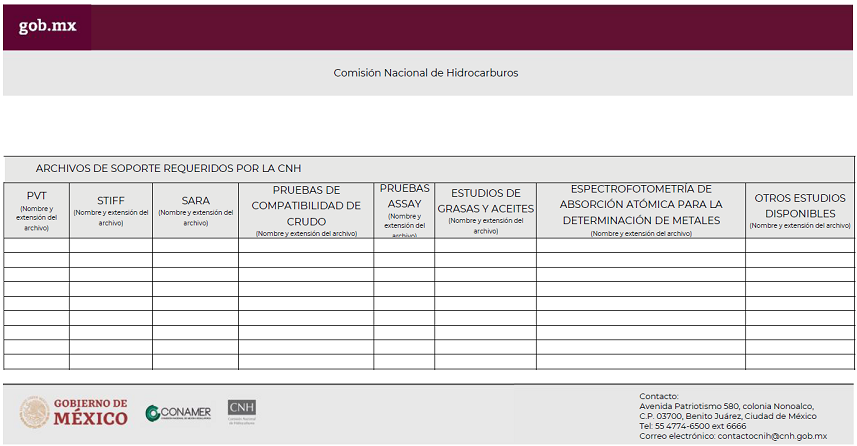 gob.mx
Comisión Nacional de Hidrocarburos
ARCHIVOS DE SOPORTE REQUERIDOS POR LA CNH
PVT
(Nombre y
extensión del
archivo)
STIFF
(Nombre y
extensión del archivo)
SARA
(Nombre y
extensión del archivo)
PRUEBAS DE
COMPATIBILIDAD DE
CRUDO
(Nombre y extensión del archivo)
PRUEBAS
ASSAY
(Nombre y
extensión del
archivo)
ESTUDIOS DE
GRASAS Y ACEITES
(Nombre y extensión del
archivo)
ESPECTROFOTOMETRÍA DE
ABSORCIÓN ATÓMICA PARA LA
DETERMINACIÓN DE METALES
(Nombre y extensión del archivo)
OTROS ESTUDIOS
DISPONIBLES
(Nombre y extensión del archivo)
GOBIERNO DE
MÉXICO
CONAMER
CNH
Comisión Nacional
de Hidrocarburos
Contacto:
Avenida Patriotismo 580, colonia Nonoalco,
C.P. 03700, Benito Juárez, Ciudad de México
Tel: 55 4774-6500 ext 6666
Correo electrónico: contactocnih@cnh.gob.mx